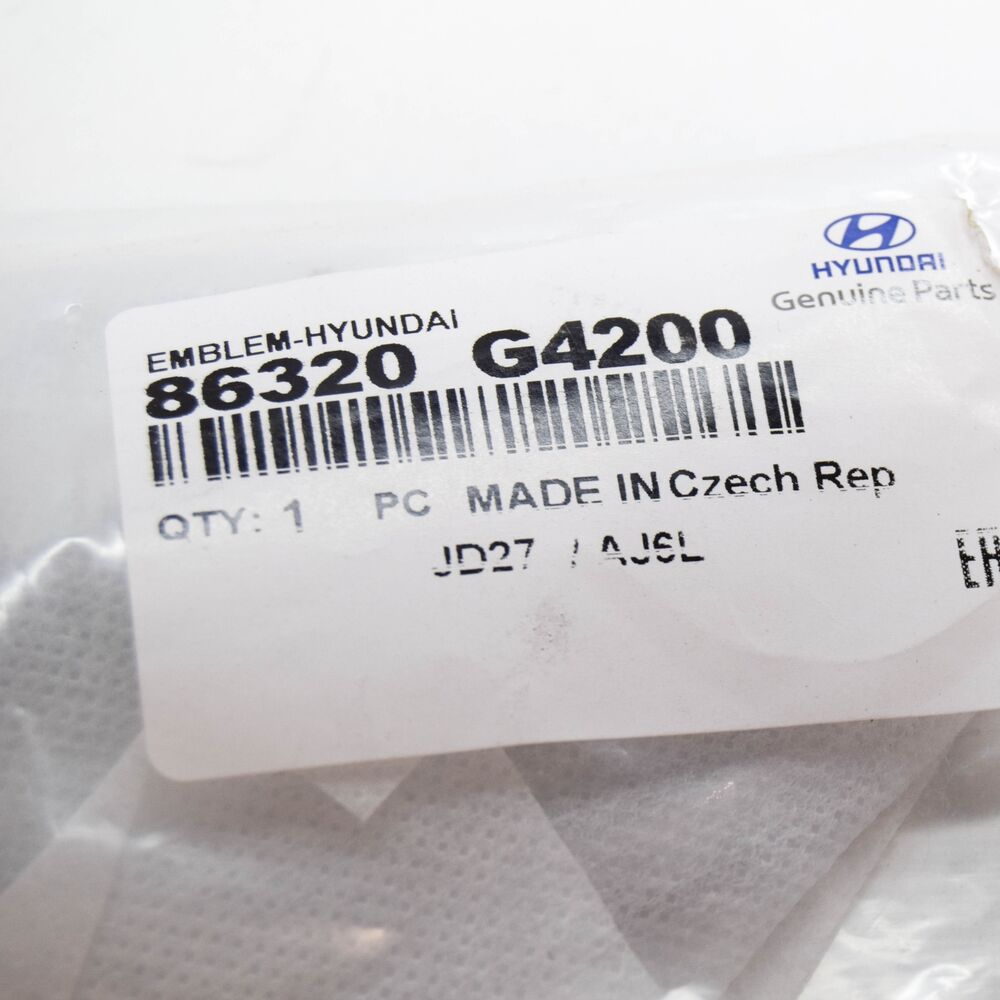 HYUNDAI
Genuine Parts
EMBLEM-HYUNDAI
86320 G4200
QTY: 1 PC MADE IN Czech Rep
JD27 / AJ6L